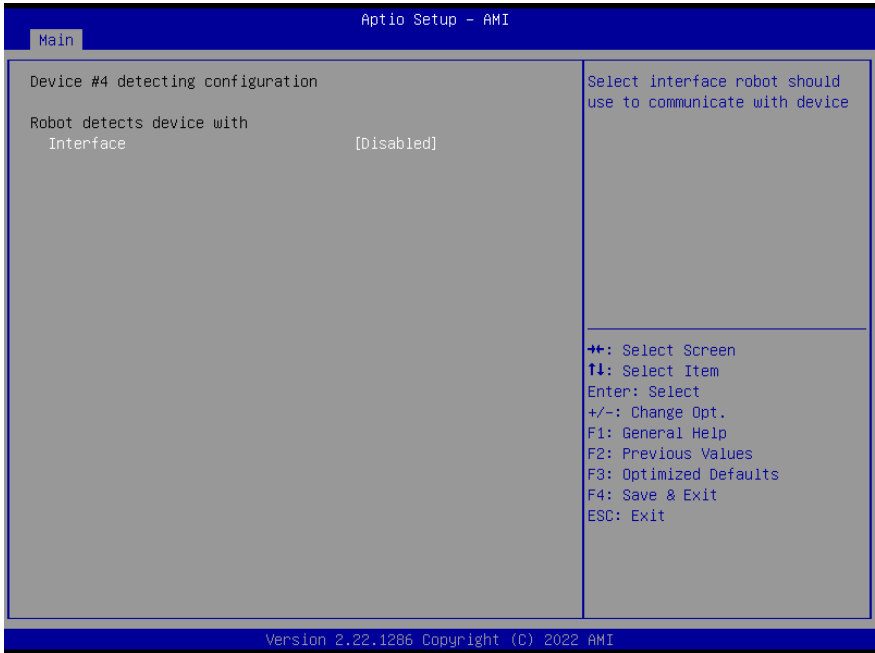 Aptio Setup – AMI
Main
Device #4 detecting configuration
Robot detects device with
Interface [Disabled]
Select interface robot should
use to communicate with device
→←: Select Screen
↑↓: Select Item
Enter: Select
+/-: Change Opt.
F1: General Help
F2: Previous Values
F3: Optimized Defaults
F4: Save & Exit
ESC: Exit
Version 2.22.1286 Copyright (C) 2022 AMI